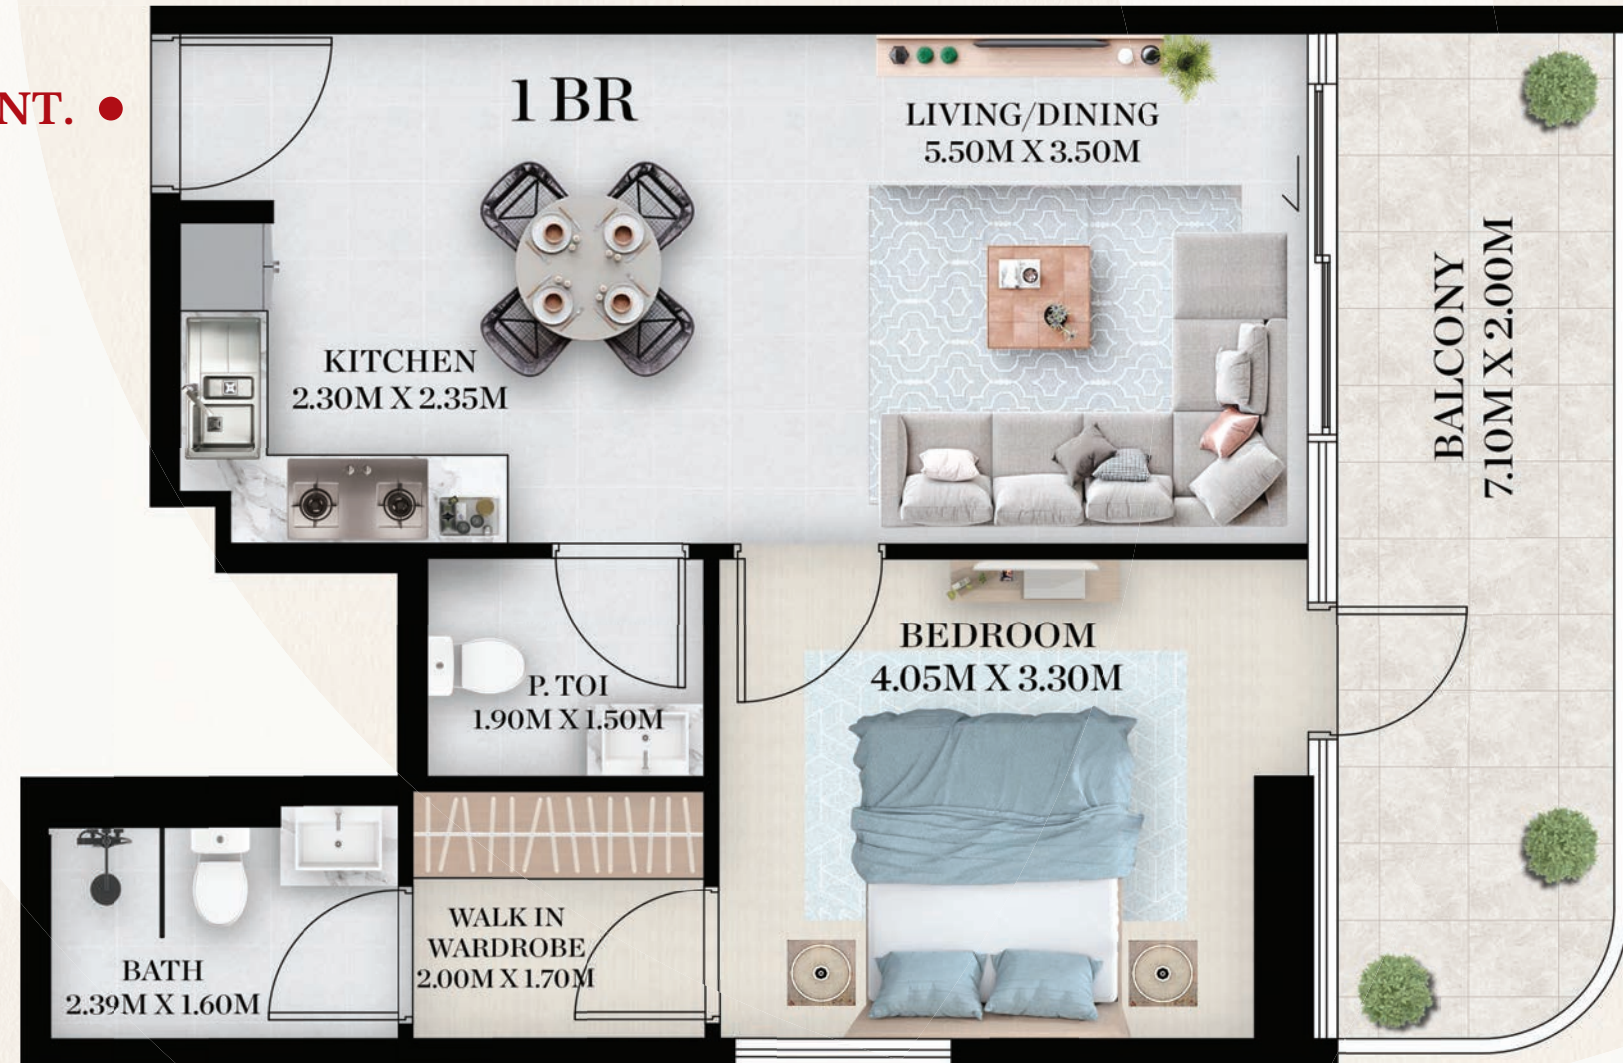 NT. •
1 BR
LIVING/DINING
5.50M X 3.50M
KITCHEN
2.30M X 2.35M
BALCONY
7.10M X 2.00M
BEDROOM
4.05M X 3.30M
P. TOI
1.90M X 1.50M
WALK IN
WARDROBE
2.00M X 1.70M
BATH
2.39M X 1.60M